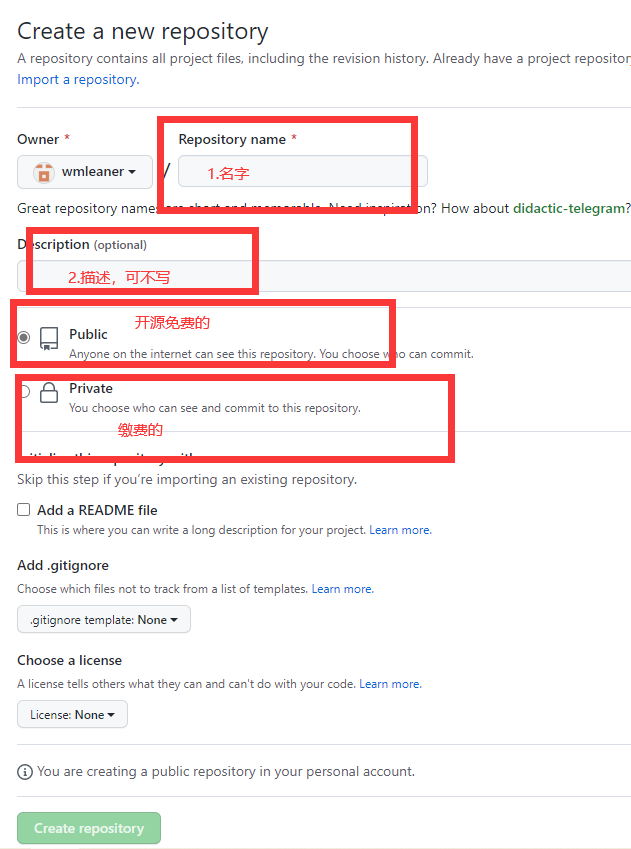 Create a new repository
A repository contains all project files, including the revision history. Already have a project repository
Import a repository.
Owner *
Repository name *
wmleaner
/
1.名字
Great repository names are short and memorable. Need inspiration? How about didactic-telegram?
Description (optional)
2.描述，可不写
开源免费的
Public
Anyone on the internet can see this repository. You choose who can commit.
Private
You choose who can see and commit to this repository.
缴费的
Skip this step if you're importing an existing repository.
Add a README file
This is where you can write a long description for your project. Learn more.
Add .gitignore
Choose which files not to track from a list of templates. Learn more.
.gitignore template: None
Choose a license
A license tells others what they can and can't do with your code. Learn more.
License: None
You are creating a public repository in your personal account.
Create repository